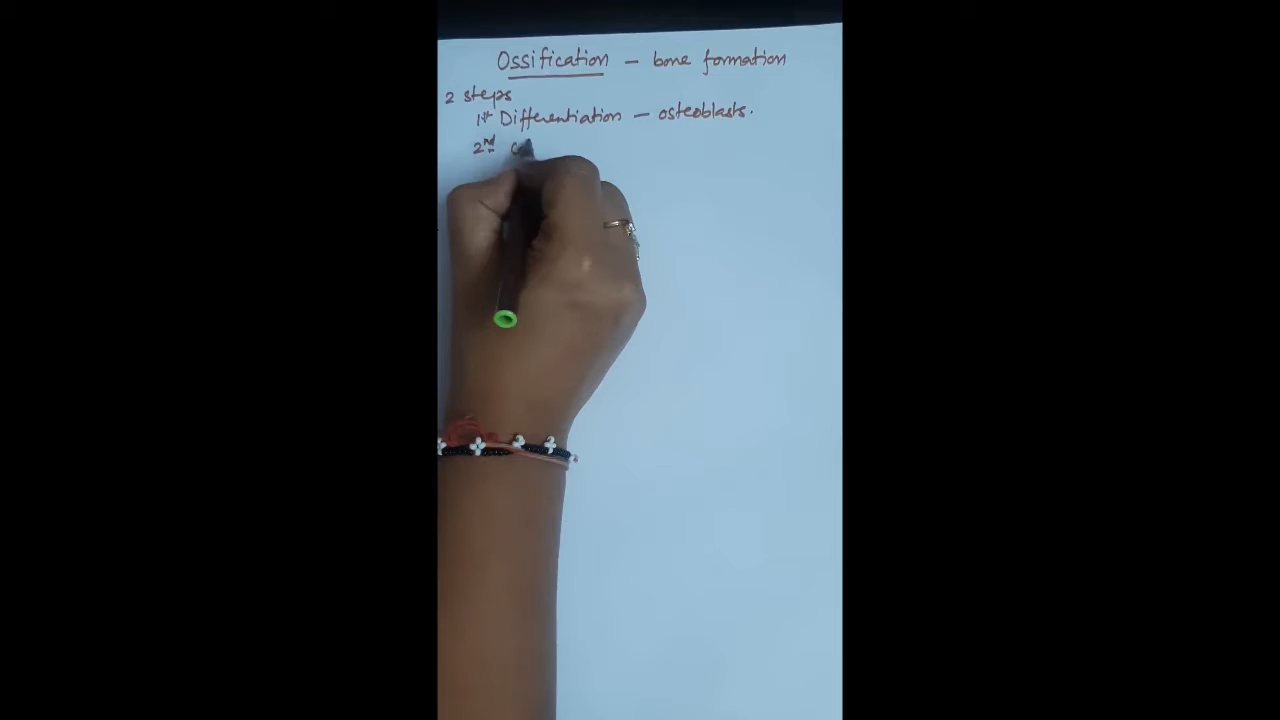 Ossification - bone formation
2 steps
1st Differentiation - osteoblasts.
2nd